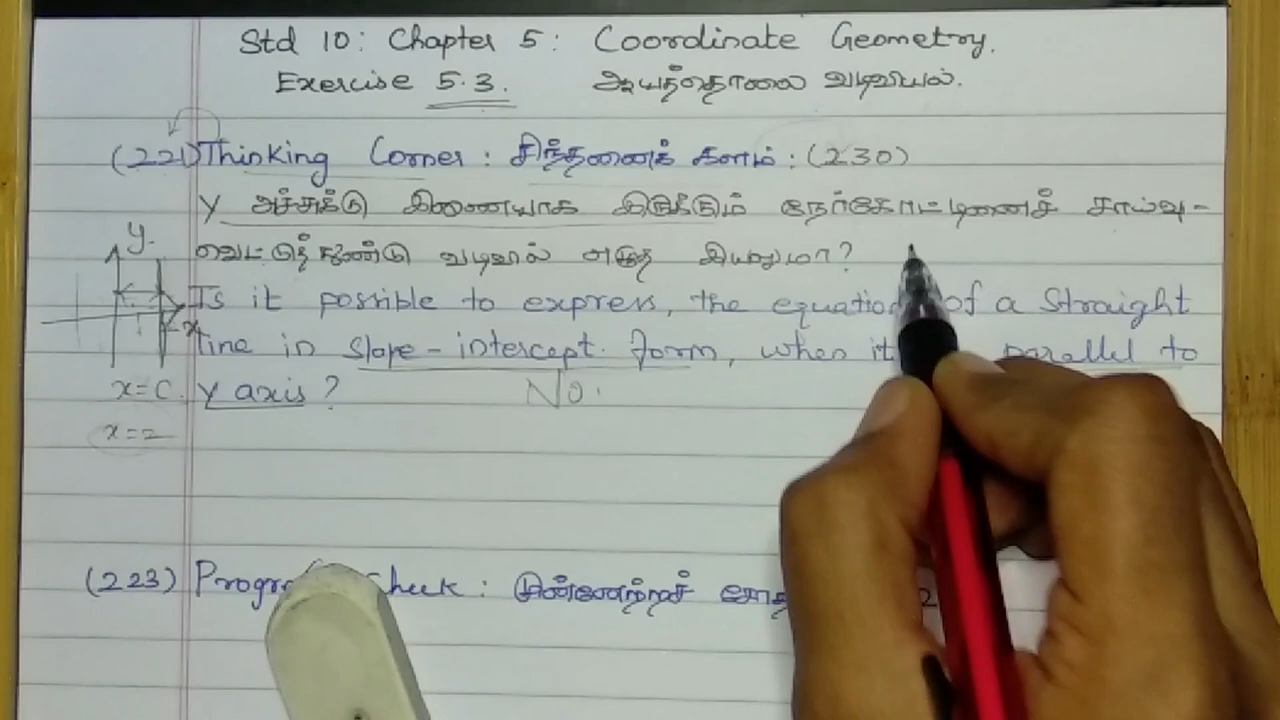 Std 10: Chapter 5: Coordinate Geometry.
Exercise 5.3. ஆயத்தொலை வடிவியல்.
(221) Thinking Corner: சிந்தனைக் களம்: (230)
Y அச்சுக்கு இணையாக இருக்கும் நேர்கோட்டினைச் சாய்வு-
வெட்டுத்துண்டு வடிவில் எழுத இயலுமா?
y.
Is it possible to express, the equation of a Straight
x
line in Slope-intercept. form, when it parallel to
x=C. Y axis? No.
x=2
(223) Progr Check: முன்னேற்றச்